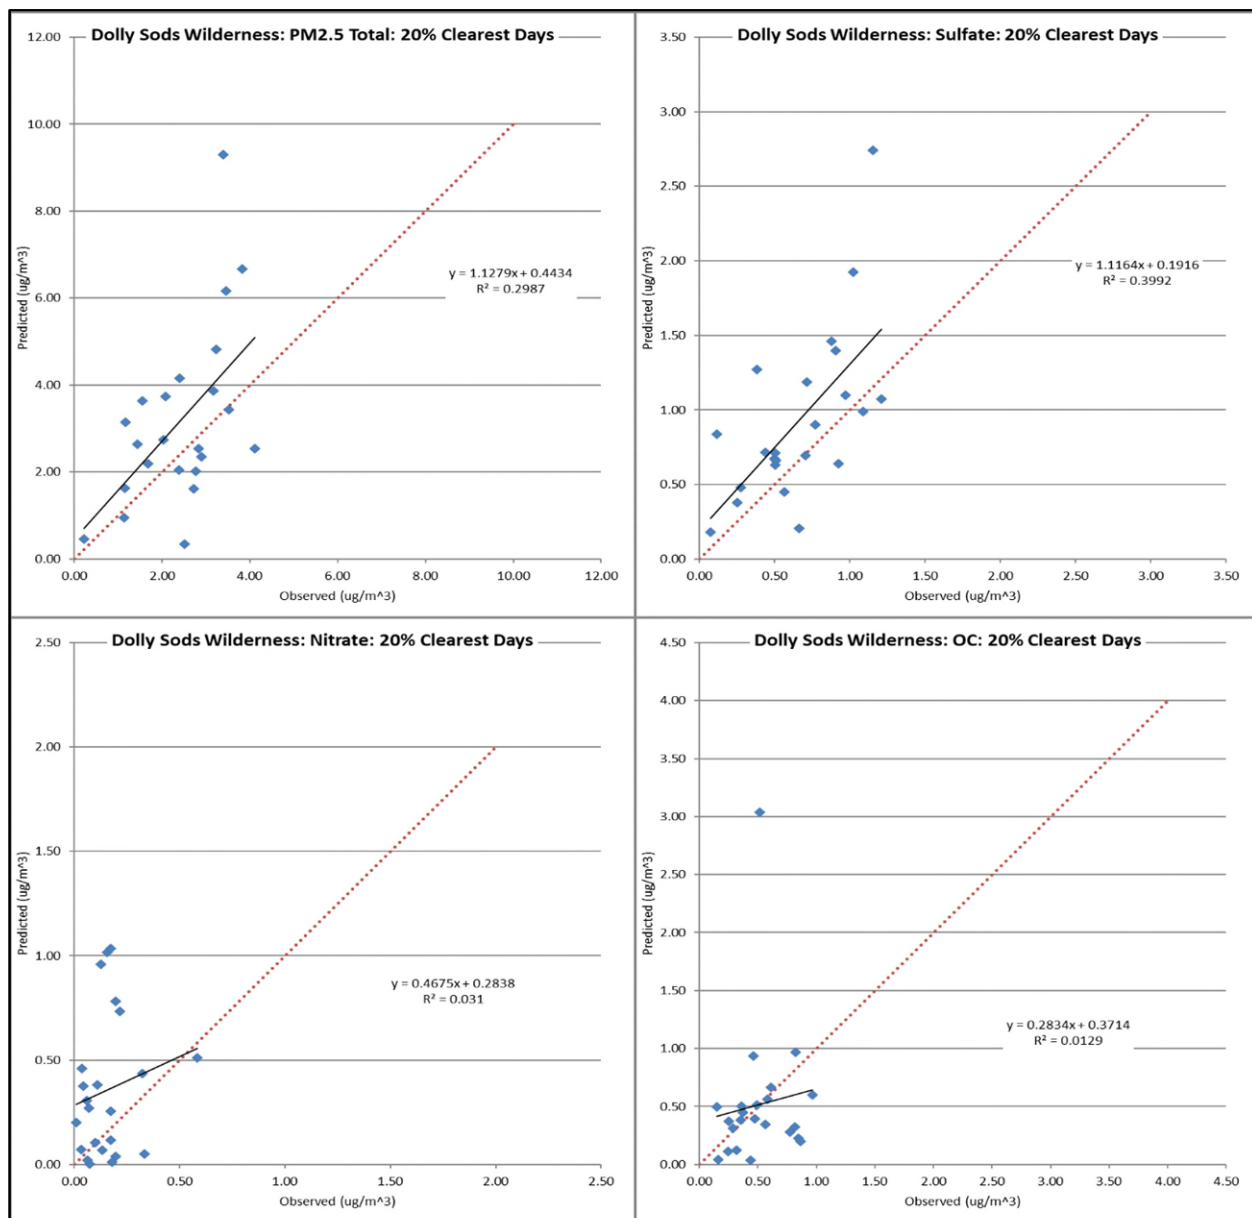 Dolly Sods Wilderness: PM2.5 Total: 20% Clearest Days
12.00
10.00
8.00
6.00
4.00
2.00
0.00
Predicted (ug/m^3)
y = 1.1279x + 0.4434
R² = 0.2987
0.00 2.00 4.00 6.00 8.00 10.00 12.00
Observed (ug/m^3)
Dolly Sods Wilderness: Sulfate: 20% Clearest Days
3.50
3.00
2.50
2.00
1.50
1.00
0.50
0.00
Predicted (ug/m^3)
y = 1.1164x + 0.1916
R² = 0.3992
0.00 0.50 1.00 1.50 2.00 2.50 3.00 3.50
Observed (ug/m^3)
Dolly Sods Wilderness: Nitrate: 20% Clearest Days
2.50
2.00
1.50
1.00
0.50
0.00
Predicted (ug/m^3)
y = 0.4675x + 0.2838
R² = 0.031
0.00 0.50 1.00 1.50 2.00 2.50
Observed (ug/m^3)
Dolly Sods Wilderness: OC: 20% Clearest Days
4.50
4.00
3.50
3.00
2.50
2.00
1.50
1.00
0.50
0.00
Predicted (ug/m^3)
y = 0.2834x + 0.3714
R² = 0.0129
0.00 0.50 1.00 1.50 2.00 2.50 3.00 3.50 4.00 4.50
Observed (ug/m^3)